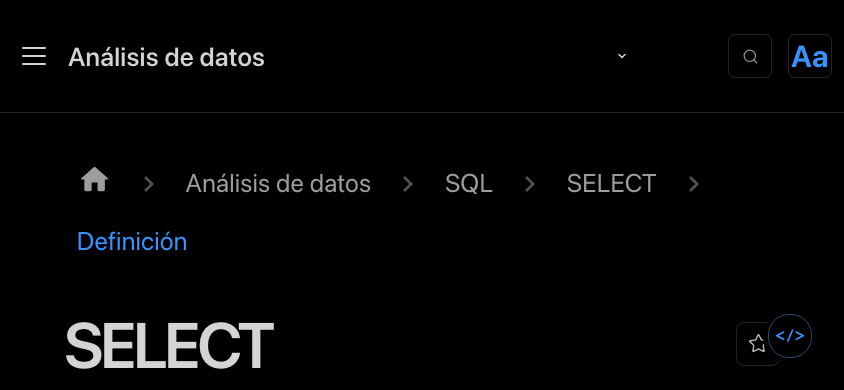 Análisis de datos
Aa
Análisis de datos
SQL
SELECT
Definición
SELECT
</>